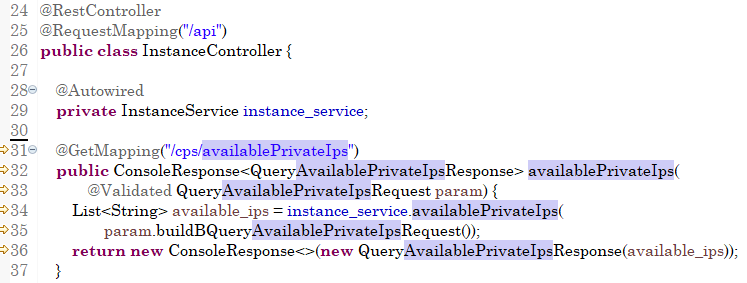 24 @RestController
25 @RequestMapping("/api")
26 public class InstanceController {
27
28 @Autowired
29 private InstanceService instance_service;
30
31 @GetMapping("/cps/availablePrivateIps")
32 public ConsoleResponse<QueryAvailablePrivateIpsResponse> availablePrivateIps(
33 @Validated QueryAvailablePrivateIpsRequest param) {
34 List<String> available_ips = instance_service.availablePrivateIps(
35 param.buildBQueryAvailablePrivateIpsRequest());
36 return new ConsoleResponse<>(new QueryAvailablePrivateIpsResponse(available_ips));
37 }